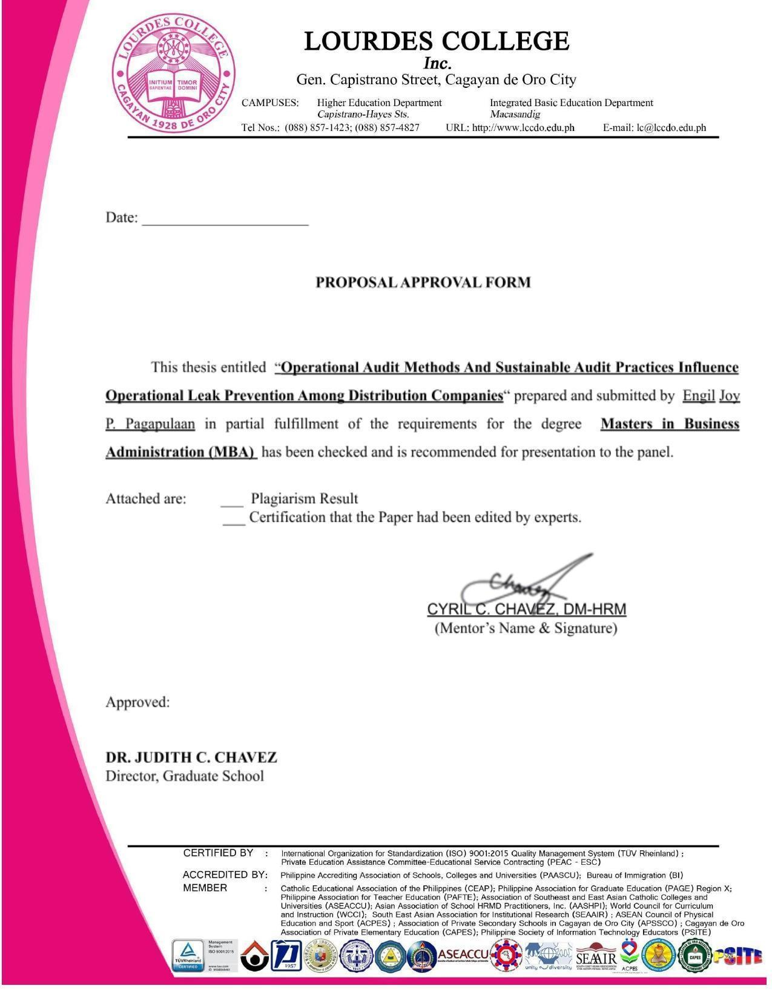 LOURDES COLLEGE
CAGAYAN 1928 DE ORO CITY
INITIUM TIMOR
SAPIENTIAE DOMINI
LOURDES COLLEGE
Inc.
Gen. Capistrano Street, Cagayan de Oro City
CAMPUSES: Higher Education Department Integrated Basic Education Department
Capistrano-Hayes Sts. Macasandig
Tel Nos.: (088) 857-1423; (088) 857-4827 URL: http://www.lccdo.edu.ph E-mail: lc@lccdo.edu.ph
Date: ____________________
PROPOSAL APPROVAL FORM
This thesis entitled “Operational Audit Methods And Sustainable Audit Practices Influence
Operational Leak Prevention Among Distribution Companies“ prepared and submitted by Engil Joy
P. Pagapulaan in partial fulfillment of the requirements for the degree Masters in Business
Administration (MBA) has been checked and is recommended for presentation to the panel.
Attached are: ___ Plagiarism Result
___ Certification that the Paper had been edited by experts.
Chavez
CYRIL C. CHAVEZ, DM-HRM
(Mentor’s Name & Signature)
Approved:
DR. JUDITH C. CHAVEZ
Director, Graduate School
CERTIFIED BY : International Organization for Standardization (ISO) 9001:2015 Quality Management System (TÜV Rheinland) ;
Private Education Assistance Committee-Educational Service Contracting (PEAC - ESC)
ACCREDITED BY: Philippine Accrediting Association of Schools, Colleges and Universities (PAASCU); Bureau of Immigration (BI)
MEMBER : Catholic Educational Association of the Philippines (CEAP); Philippine Association for Graduate Education (PAGE) Region X;
Philippine Association for Teacher Education (PAFTE); Association of Southeast and East Asian Catholic Colleges and
Universities (ASEACCU); Asian Association of School HRMD Practitioners, Inc. (AASHPI); World Council for Curriculum
and Instruction (WCCI); South East Asian Association for Institutional Research (SEAAIR) ; ASEAN Council of Physical
Education and Sport (ACPES) ; Association of Private Secondary Schools in Cagayan de Oro City (APSSCO) ; Cagayan de Oro
Association of Private Elementary Education (CAPES); Philippine Society of Information Technology Educators (PSITE)
TÜVRheinland
CERTIFIED
Management
System
ISO 9001:2015
www.tuv.com
1957
ASEACCU
unity diversity
SEAAIR
ACPES
CAPES
PSITE